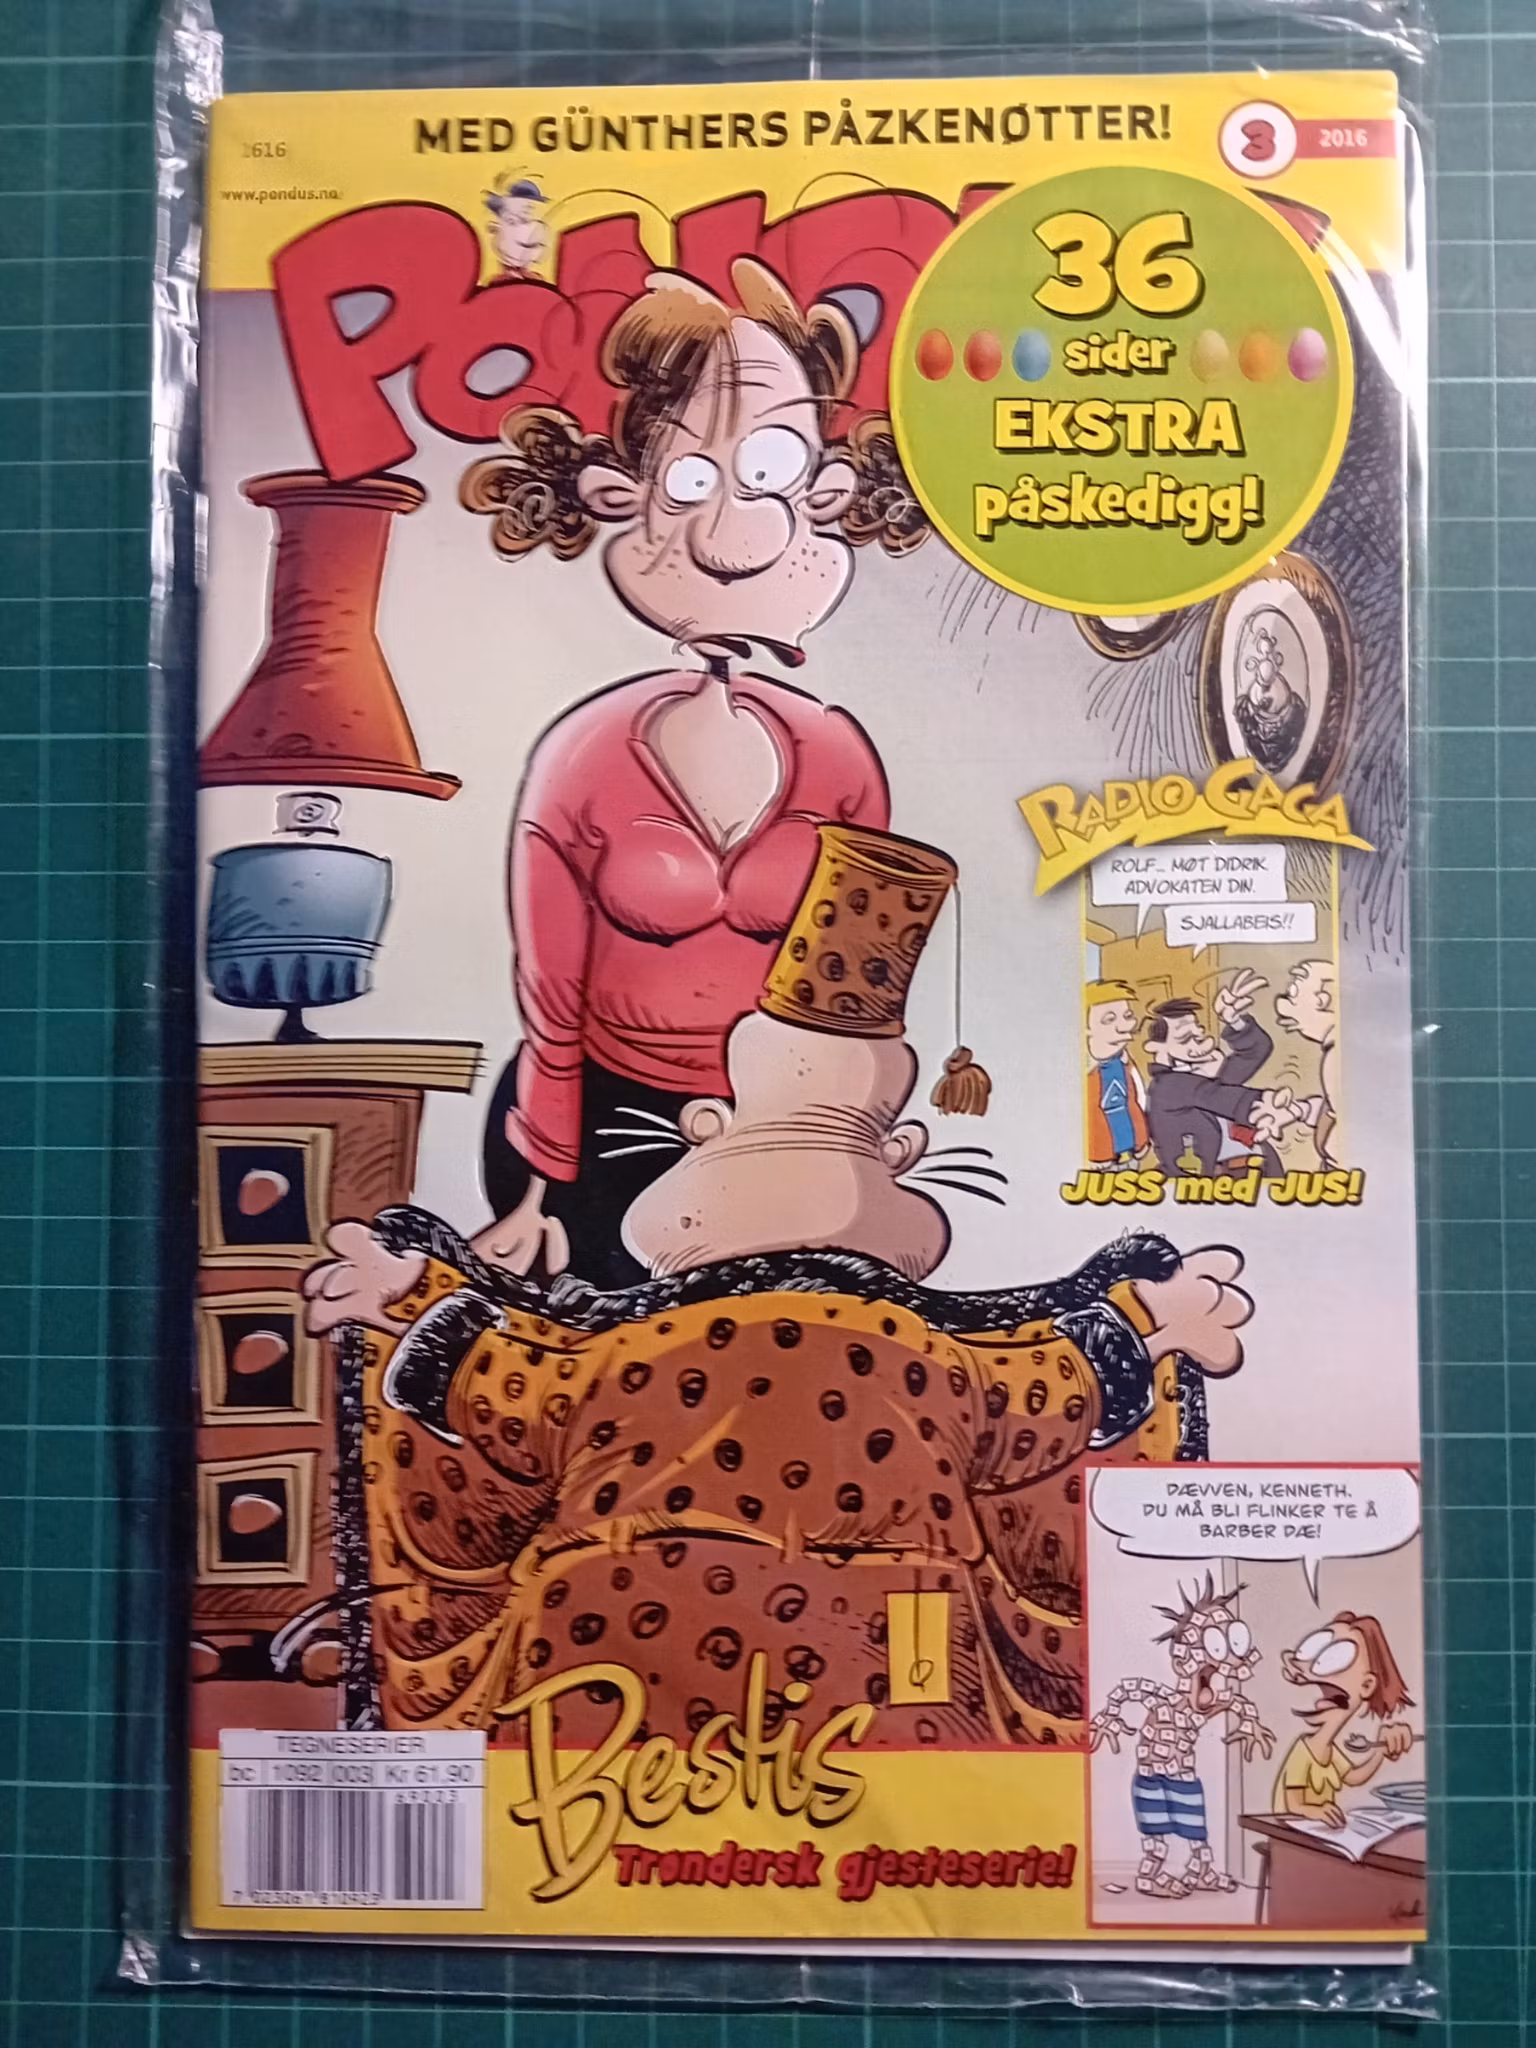 MED GÜNTHERS PÅZKENØTTER!
3
2016
1616
www.pondus.no
36
sider
EKSTRA
påskedigg!
RADIO GAGA
ROLF... MØT DIDRIK.
ADVOKATEN DIN.
SJALLABEIS!!
JUSS med JUS!
DÆVVEN, KENNETH.
DU MÅ BLI FLINKER TE Å
BARBER DÆ!
Bestis
Trøndersk gjesteserie!
TEGNESERIER
bc 1092 003 Kr 61,90